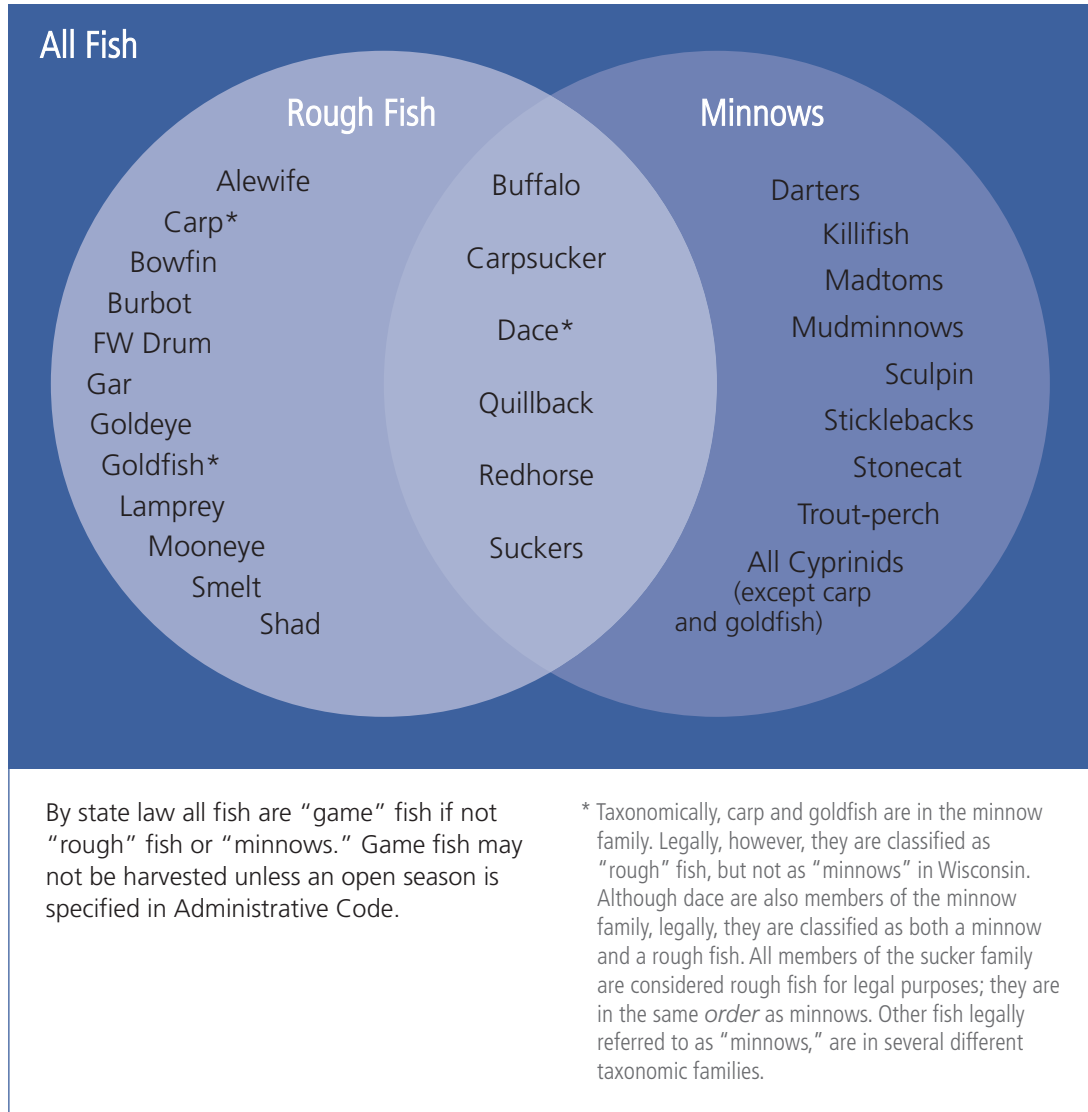 All Fish
Rough Fish
Alewife
Carp*
Bowfin
Burbot
FW Drum
Gar
Goldeye
Goldfish*
Lamprey
Mooneye
Smelt
Shad
Buffalo
Carpsucker
Dace*
Quillback
Redhorse
Suckers
Minnows
Darters
Killifish
Madtoms
Mudminnows
Sculpin
Sticklebacks
Stonecat
Trout-perch
All Cyprinids
(except carp
and goldfish)
By state law all fish are “game” fish if not
“rough” fish or “minnows.” Game fish may
not be harvested unless an open season is
specified in Administrative Code.
* Taxonomically, carp and goldfish are in the minnow
family. Legally, however, they are classified as
“rough” fish, but not as “minnows” in Wisconsin.
Although dace are also members of the minnow
family, legally, they are classified as both a minnow
and a rough fish. All members of the sucker family
are considered rough fish for legal purposes; they are
in the same order as minnows. Other fish legally
referred to as “minnows,” are in several different
taxonomic families.